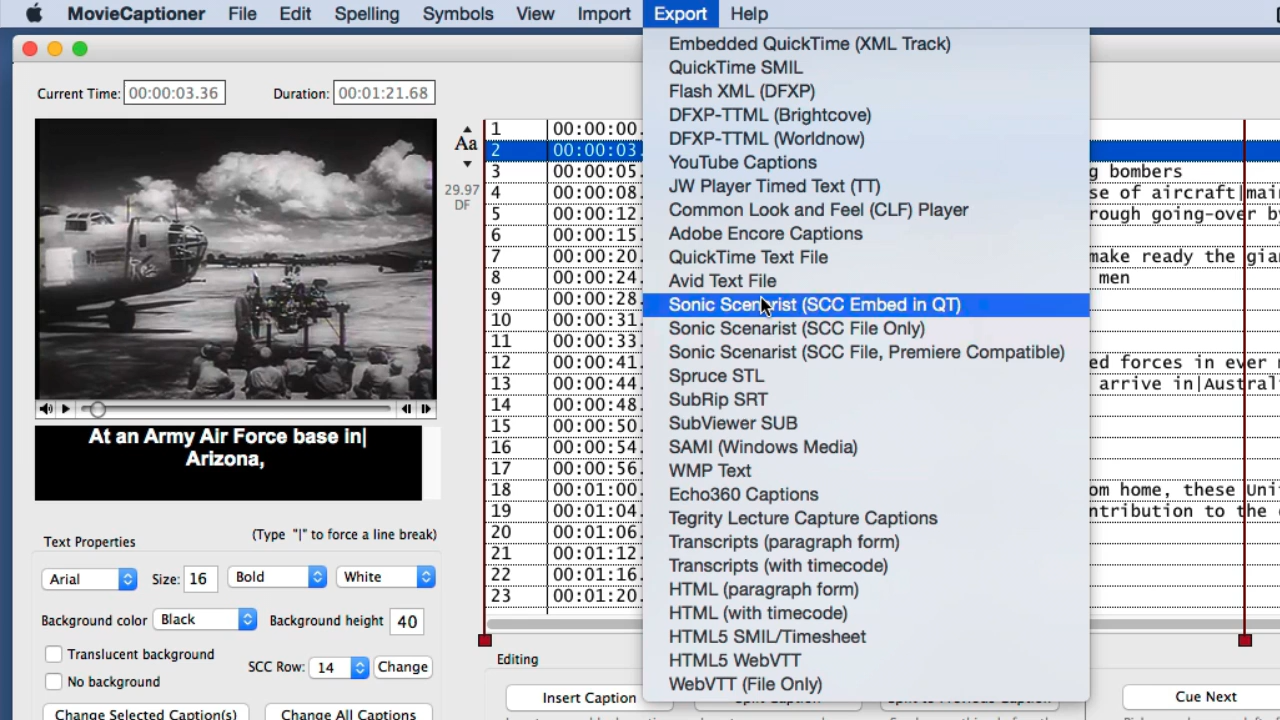 MovieCaptioner File Edit Spelling Symbols View Import Export Help
Current Time: 00:00:03.36 Duration: 00:01:21.68
Aa
29.97
DF
At an Army Air Force base in|
Arizona,
Text Properties (Type "|" to force a line break)
Arial Size: 16 Bold White
Background color Black Background height 40
Translucent background
No background
SCC Row: 14 Change
Change Selected Caption(s) Change All Captions
1 00:00:00.
2 00:00:03.
3 00:00:05. g bombers
4 00:00:08. se of aircraft|main
5 00:00:12. rough going-over by
6 00:00:15.
7 00:00:20. make ready the gian
8 00:00:24. men
9 00:00:28.
10 00:00:31.
11 00:00:33.
12 00:00:41. ed forces in ever
13 00:00:44. arrive in|Austral
14 00:00:48.
15 00:00:50.
16 00:00:54.
17 00:00:56.
18 00:01:00. om home, these Uni
19 00:01:04. ntribution to the
20 00:01:06.
21 00:01:12.
22 00:01:16.
23 00:01:20.
Embedded QuickTime (XML Track)
QuickTime SMIL
Flash XML (DFXP)
DFXP-TTML (Brightcove)
DFXP-TTML (Worldnow)
YouTube Captions
JW Player Timed Text (TT)
Common Look and Feel (CLF) Player
Adobe Encore Captions
QuickTime Text File
Avid Text File
Sonic Scenarist (SCC Embed in QT)
Sonic Scenarist (SCC File Only)
Sonic Scenarist (SCC File, Premiere Compatible)
Spruce STL
SubRip SRT
SubViewer SUB
SAMI (Windows Media)
WMP Text
Echo360 Captions
Tegrity Lecture Capture Captions
Transcripts (paragraph form)
Transcripts (with timecode)
HTML (paragraph form)
HTML (with timecode)
HTML5 SMIL/Timesheet
HTML5 WebVTT
WebVTT (File Only)
Editing
Insert Caption Cue Next